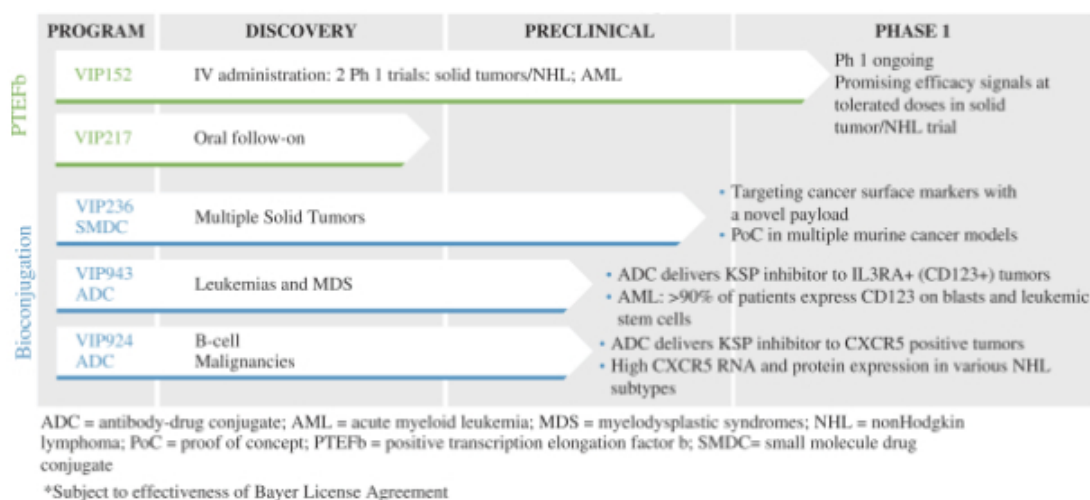 PROGRAM DISCOVERY PRECLINICAL PHASE 1
PTEFb
VIP152 IV administration: 2 Ph 1 trials: solid tumors/NHL; AML
Ph 1 ongoing
Promising efficacy signals at
tolerated doses in solid
tumor/NHL trial
VIP217 Oral follow-on
Bioconjugation
VIP236
SMDC
Multiple Solid Tumors
• Targeting cancer surface markers with
a novel payload
• PoC in multiple murine cancer models
VIP943
ADC
Leukemias and MDS
• ADC delivers KSP inhibitor to IL3RA+ (CD123+) tumors
• AML: >90% of patients express CD123 on blasts and leukemic
stem cells
VIP924
ADC
B-cell
Malignancies
• ADC delivers KSP inhibitor to CXCR5 positive tumors
• High CXCR5 RNA and protein expression in various NHL
subtypes
ADC = antibody-drug conjugate; AML = acute myeloid leukemia; MDS = myelodysplastic syndromes; NHL = nonHodgkin
lymphoma; PoC = proof of concept; PTEFb = positive transcription elongation factor b; SMDC= small molecule drug
conjugate
*Subject to effectiveness of Bayer License Agreement